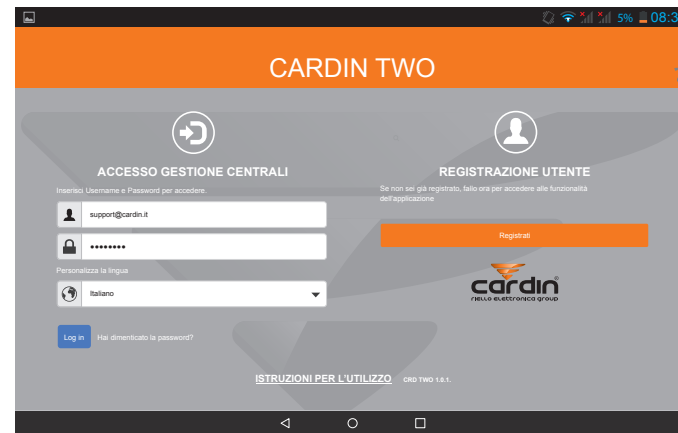 5% 08:3
CARDIN TWO
ACCESSO GESTIONE CENTRALI
Inserisci Username e Password per accedere.
support@cardin.it
••••••••
Personalizza la lingua
Italiano
Log in Hai dimenticato la password?
REGISTRAZIONE UTENTE
Se non sei già registrato, fallo ora per accedere alle funzionalità
dell'applicazione
Registrati
cardin®
riello elettronica group
ISTRUZIONI PER L'UTILIZZO CRD TWO 1.0.1.